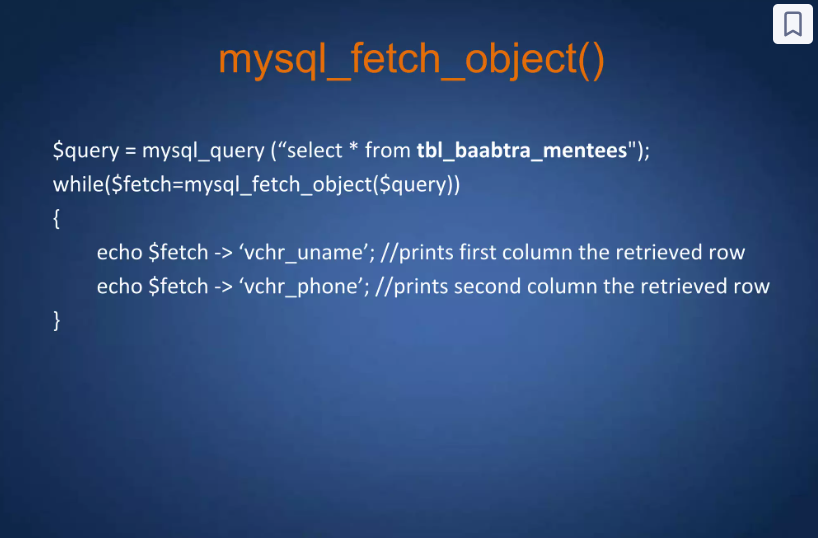 mysql_fetch_object()
$query = mysql_query (“select * from tbl_baabtra_mentees");
while($fetch=mysql_fetch_object($query))
{
echo $fetch -> ‘vchr_uname’; //prints first column the retrieved row
echo $fetch -> ‘vchr_phone’; //prints second column the retrieved row
}